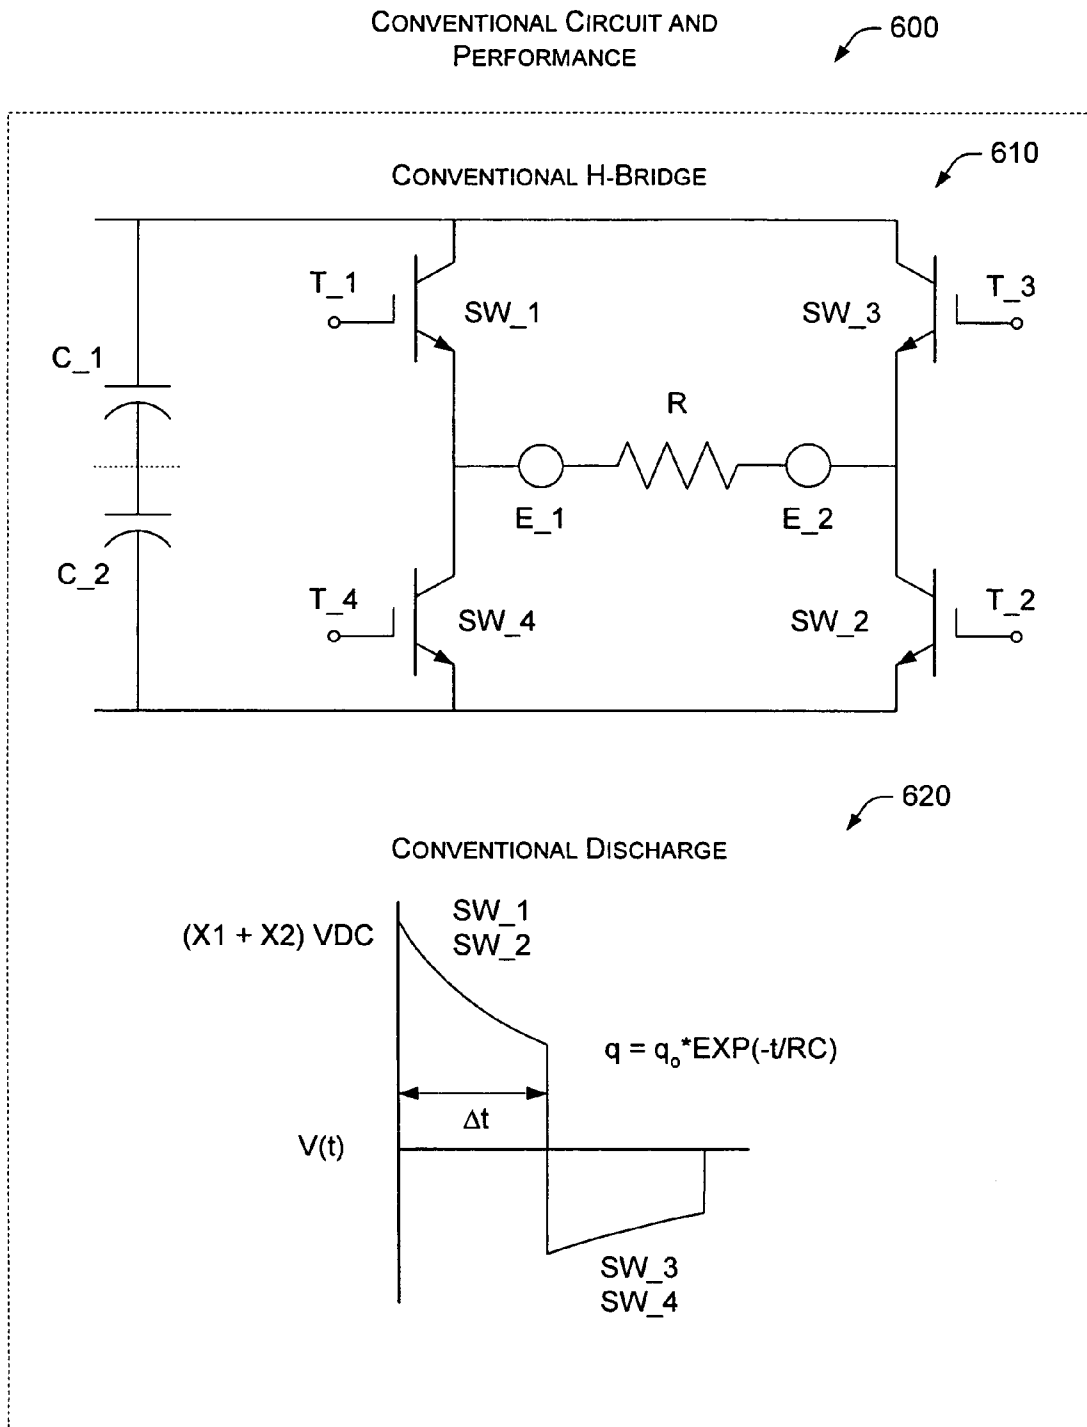 CONVENTIONAL CIRCUIT AND
PERFORMANCE
600
610
CONVENTIONAL H-BRIDGE
T_1
SW_1
SW_3
T_3
C_1
R
E_1
E_2
C_2
T_4
SW_4
SW_2
T_2
620
CONVENTIONAL DISCHARGE
(X1 + X2) VDC
SW_1
SW_2
q = qₒ*EXP(-t/RC)
Δt
V(t)
SW_3
SW_4